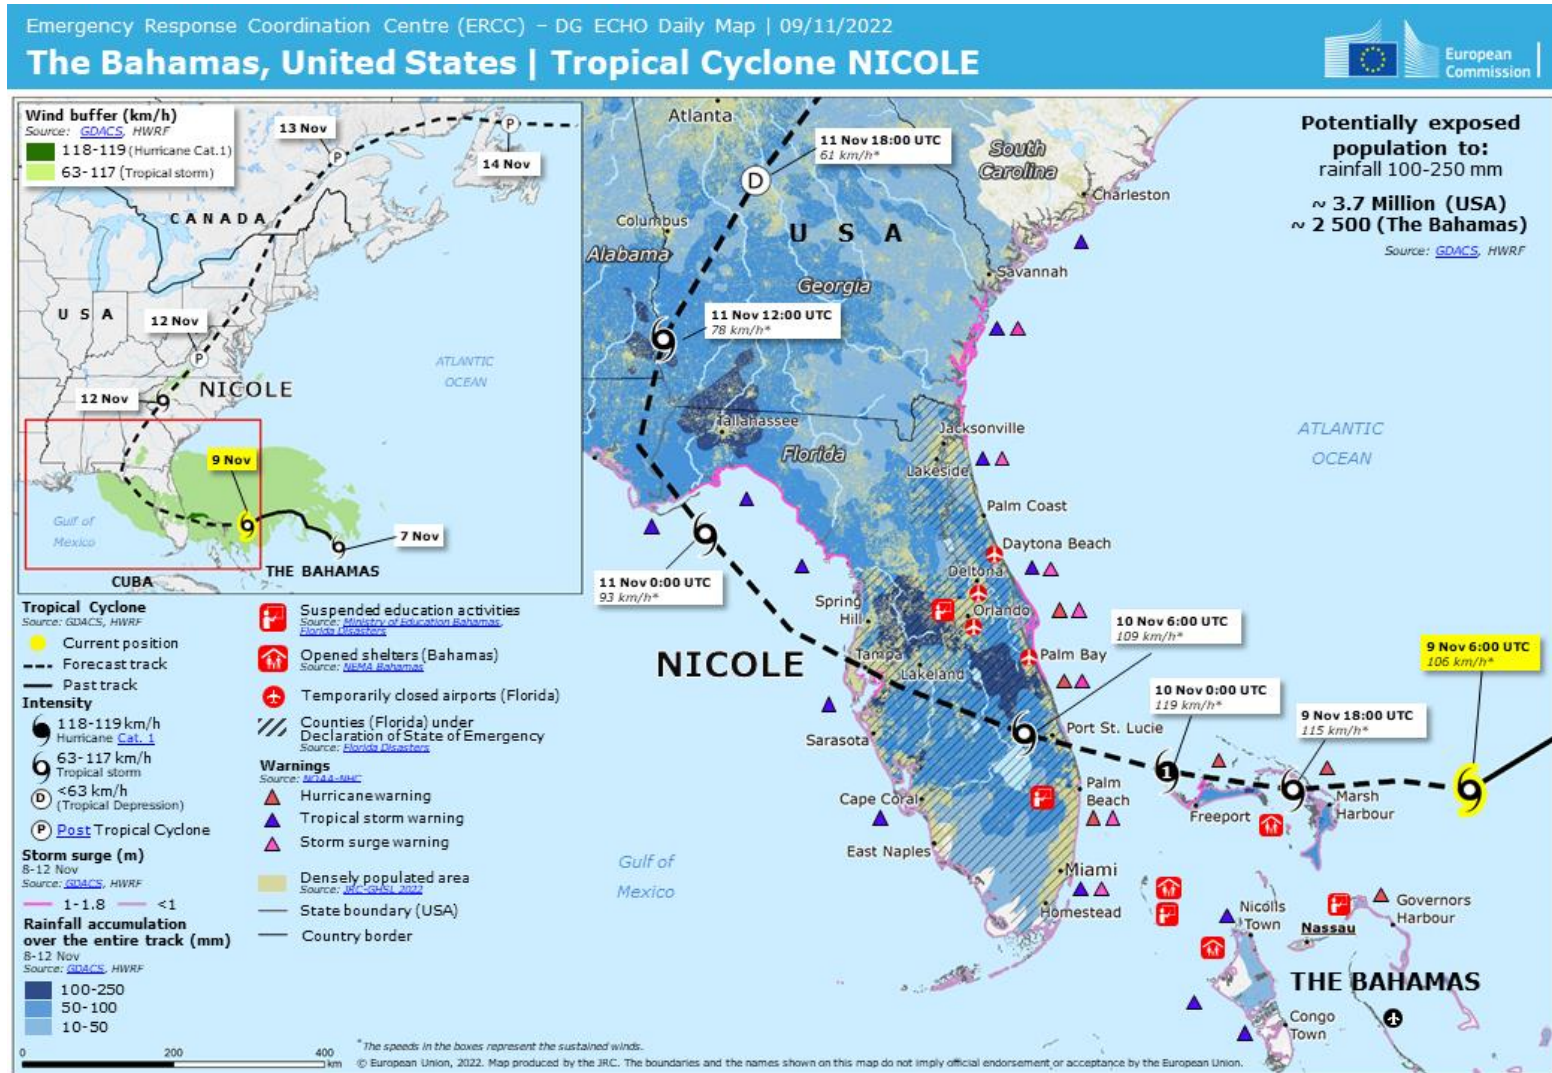 Emergency Response Coordination Centre (ERCC) – DG ECHO Daily Map | 09/11/2022
The Bahamas, United States | Tropical Cyclone NICOLE
European
Commission
Wind buffer (km/h)
Source: GDACS, HWRF
118-119 (Hurricane Cat.1)
63-117 (Tropical storm)
13 Nov
P
P
14 Nov
CANADA
USA
12 Nov
P
ATLANTIC
OCEAN
NICOLE
12 Nov
9 Nov
Gulf of
Mexico
7 Nov
CUBA
THE BAHAMAS
Tropical Cyclone
Source: GDACS, HWRF
Current position
Forecast track
Past track
Intensity
118-119 km/h
Hurricane Cat. 1
63-117 km/h
Tropical storm
D
<63 km/h
(Tropical Depression)
P
Post Tropical Cyclone
Storm surge (m)
8-12 Nov
Source: GDACS, HWRF
1-1.8
<1
Rainfall accumulation
over the entire track (mm)
8-12 Nov
Source: GDACS, HWRF
100-250
50-100
10-50
0 200 400
km
Suspended education activities
Source: Ministry of Education Bahamas,
Florida Disasters
Opened shelters (Bahamas)
Source: NEMA Bahamas
Temporarily closed airports (Florida)
Counties (Florida) under
Declaration of State of Emergency
Source: Florida Disasters
Warnings
Source: NOAA-NHC
Hurricane warning
Tropical storm warning
Storm surge warning
Densely populated area
Source: JRC-GHSL 2022
State boundary (USA)
Country border
*The speeds in the boxes represent the sustained winds.
© European Union, 2022. Map produced by the JRC. The boundaries and the names shown on this map do not imply official endorsement or acceptance by the European Union.
Potentially exposed
population to:
rainfall 100-250 mm
~ 3.7 Million (USA)
~ 2 500 (The Bahamas)
Source: GDACS, HWRF
Atlanta
11 Nov 18:00 UTC
61 km/h*
D
South
Carolina
Charleston
Columbus
USA
Alabama
Georgia
Savannah
11 Nov 12:00 UTC
78 km/h*
Tallahassee
Jacksonville
Florida
Lakeside
ATLANTIC
OCEAN
Palm Coast
Daytona Beach
Deltona
11 Nov 0:00 UTC
93 km/h*
Spring
Hill
Orlando
10 Nov 6:00 UTC
109 km/h*
NICOLE
Tampa
Lakeland
Palm Bay
9 Nov 6:00 UTC
106 km/h*
10 Nov 0:00 UTC
119 km/h*
9 Nov 18:00 UTC
115 km/h*
Sarasota
Port St. Lucie
1
Cape Coral
Palm
Beach
Freeport
Marsh
Harbour
East Naples
Gulf of
Mexico
Miami
Homestead
Nicolls
Town
Governors
Harbour
Nassau
THE BAHAMAS
Congo
Town